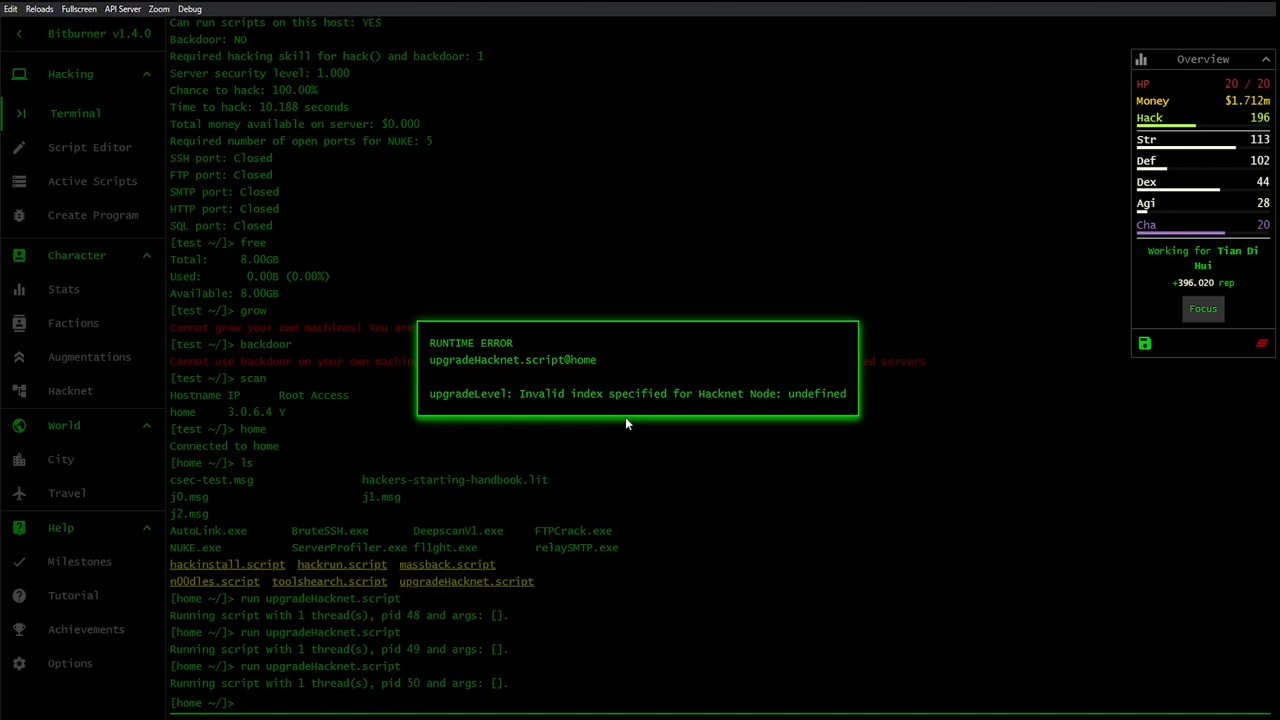 Edit Reloads Fullscreen API Server Zoom Debug
Bitburner v1.4.0
Hacking
Terminal
Script Editor
Active Scripts
Create Program
Character
Stats
Factions
Augmentations
Hacknet
World
City
Travel
Help
Milestones
Tutorial
Achievements
Options
Can run scripts on this host: YES
Backdoor: NO
Required hacking skill for hack() and backdoor: 1
Server security level: 1.000
Chance to hack: 100.00%
Time to hack: 10.188 seconds
Total money available on server: $0.000
Required number of open ports for NUKE: 5
SSH port: Closed
FTP port: Closed
SMTP port: Closed
HTTP port: Closed
SQL port: Closed
[test ~/]> free
Total: 8.00GB
Used: 0.00B (0.00%)
Available: 8.00GB
[test ~/]> grow
Cannot grow your own machines! You are
[test ~/]> backdoor
Cannot use backdoor on your own machin ed servers
[test ~/]> scan
Hostname IP Root Access
home 3.0.6.4 Y
[test ~/]> home
Connected to home
[home ~/]> ls
csec-test.msg hackers-starting-handbook.lit
j0.msg j1.msg
j2.msg
AutoLink.exe BruteSSH.exe DeepscanV1.exe FTPCrack.exe
NUKE.exe ServerProfiler.exe fl1ght.exe relaySMTP.exe
hackinstall.script hackrun.script massback.script
n00dles.script toolshearch.script upgradeHacknet.script
[home ~/]> run upgradeHacknet.script
Running script with 1 thread(s), pid 48 and args: [].
[home ~/]> run upgradeHacknet.script
Running script with 1 thread(s), pid 49 and args: [].
[home ~/]> run upgradeHacknet.script
Running script with 1 thread(s), pid 50 and args: [].
[home ~/]>
RUNTIME ERROR
upgradeHacknet.script@home
upgradeLevel: Invalid index specified for Hacknet Node: undefined
Overview
HP 20 / 20
Money $1.712m
Hack 196
Str 113
Def 102
Dex 44
Agi 28
Cha 20
Working for Tian Di
Hui
+396.020 rep
Focus